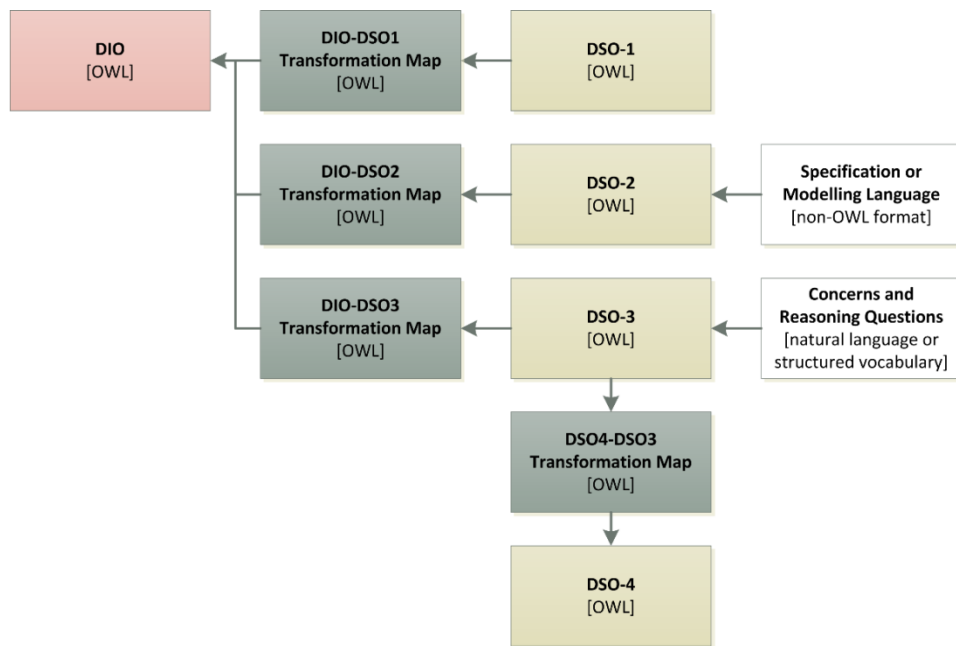 DIO
[OWL]
DIO-DSO1
Transformation Map
[OWL]
DSO-1
[OWL]
DIO-DSO2
Transformation Map
[OWL]
DSO-2
[OWL]
Specification or
Modelling Language
[non-OWL format]
DIO-DSO3
Transformation Map
[OWL]
DSO-3
[OWL]
Concerns and
Reasoning Questions
[natural language or
structured vocabulary]
DSO4-DSO3
Transformation Map
[OWL]
DSO-4
[OWL]